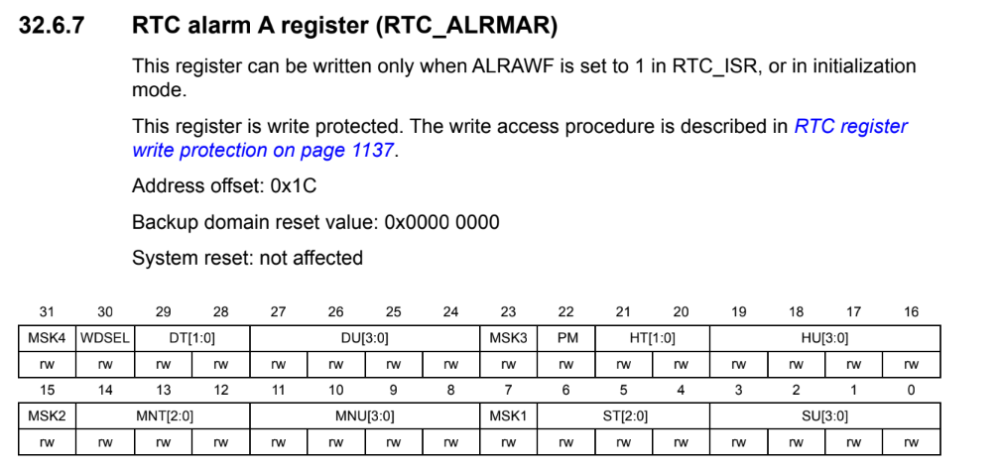 32.6.7 RTC alarm A register (RTC_ALRMAR)
This register can be written only when ALRAWF is set to 1 in RTC_ISR, or in initialization
mode.
This register is write protected. The write access procedure is described in RTC register
write protection on page 1137.
Address offset: 0x1C
Backup domain reset value: 0x0000 0000
System reset: not affected
31 30 29 28 27 26 25 24 23 22 21 20 19 18 17 16
MSK4 WDSEL DT[1:0] DU[3:0] MSK3 PM HT[1:0] HU[3:0]
rw rw rw rw rw rw rw rw rw rw rw rw rw rw rw rw
15 14 13 12 11 10 9 8 7 6 5 4 3 2 1 0
MSK2 MNT[2:0] MNU[3:0] MSK1 ST[2:0] SU[3:0]
rw rw rw rw rw rw rw rw rw rw rw rw rw rw rw rw